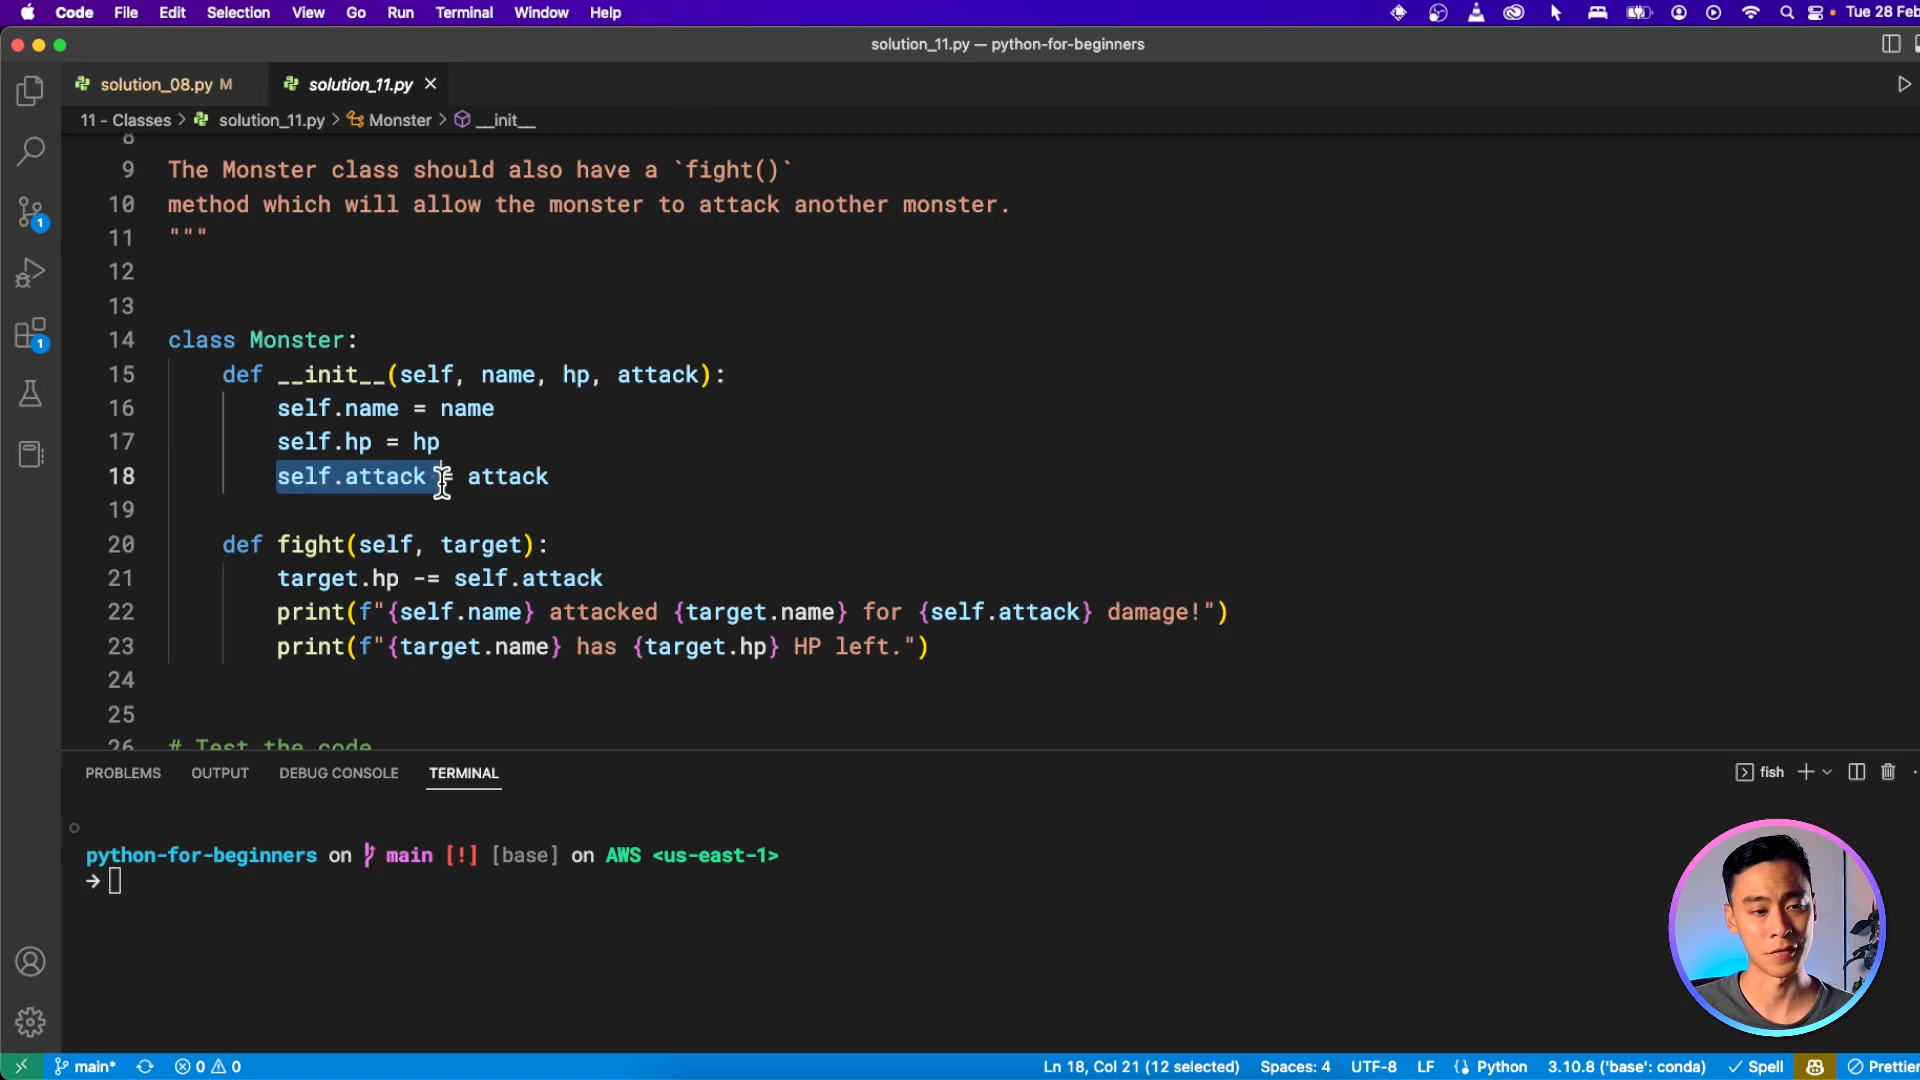 Code File Edit Selection View Go Run Terminal Window Help Tue 28 Feb
solution_11.py — python-for-beginners
solution_08.py M solution_11.py
11 - Classes > solution_11.py > Monster > __init__
8
9 The Monster class should also have a `fight()`
10 method which will allow the monster to attack another monster.
11 """
12
13
14 class Monster:
15 def __init__(self, name, hp, attack):
16 self.name = name
17 self.hp = hp
18 self.attack = attack
19
20 def fight(self, target):
21 target.hp -= self.attack
22 print(f"{self.name} attacked {target.name} for {self.attack} damage!")
23 print(f"{target.name} has {target.hp} HP left.")
24
25
26 # Test the code
1
1
PROBLEMS OUTPUT DEBUG CONSOLE TERMINAL fish
python-for-beginners on main [!] [base] on AWS <us-east-1>
→
main* 0 0 Ln 18, Col 21 (12 selected) Spaces: 4 UTF-8 LF Python 3.10.8 ('base': conda) Spell Prettier